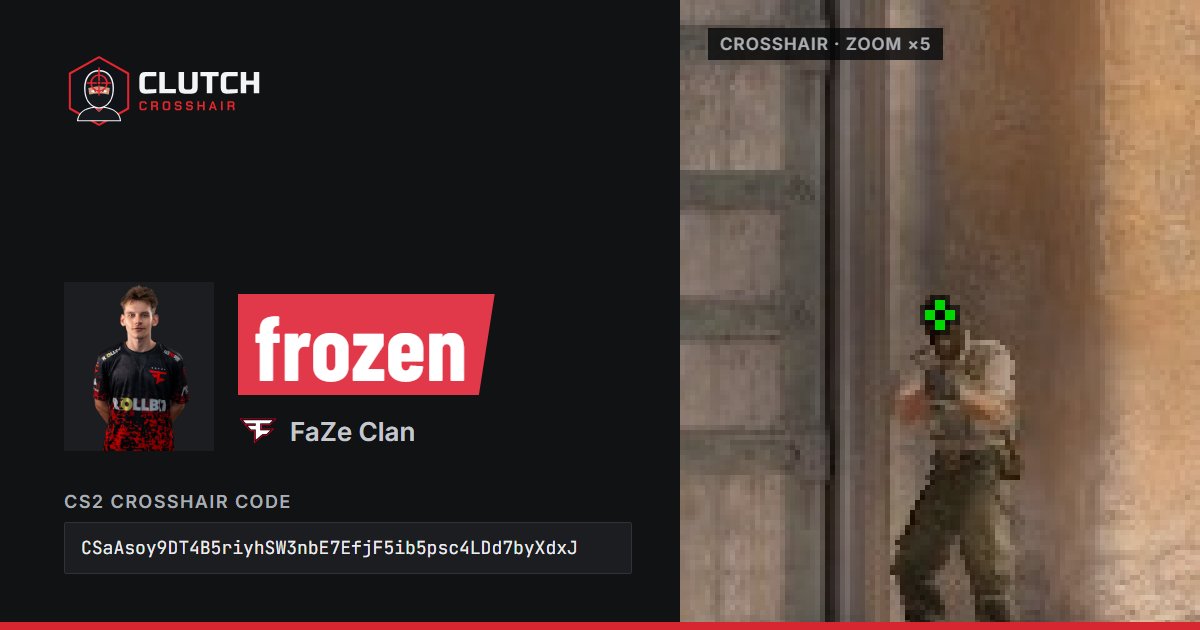 CLUTCH
CROSSHAIR
CROSSHAIR · ZOOM ×5
frozen
FaZe Clan
CS2 CROSSHAIR CODE
CSaAsoy9DT4B5riyhSW3nbE7EfjF5ib5psc4LDd7byXdxJ